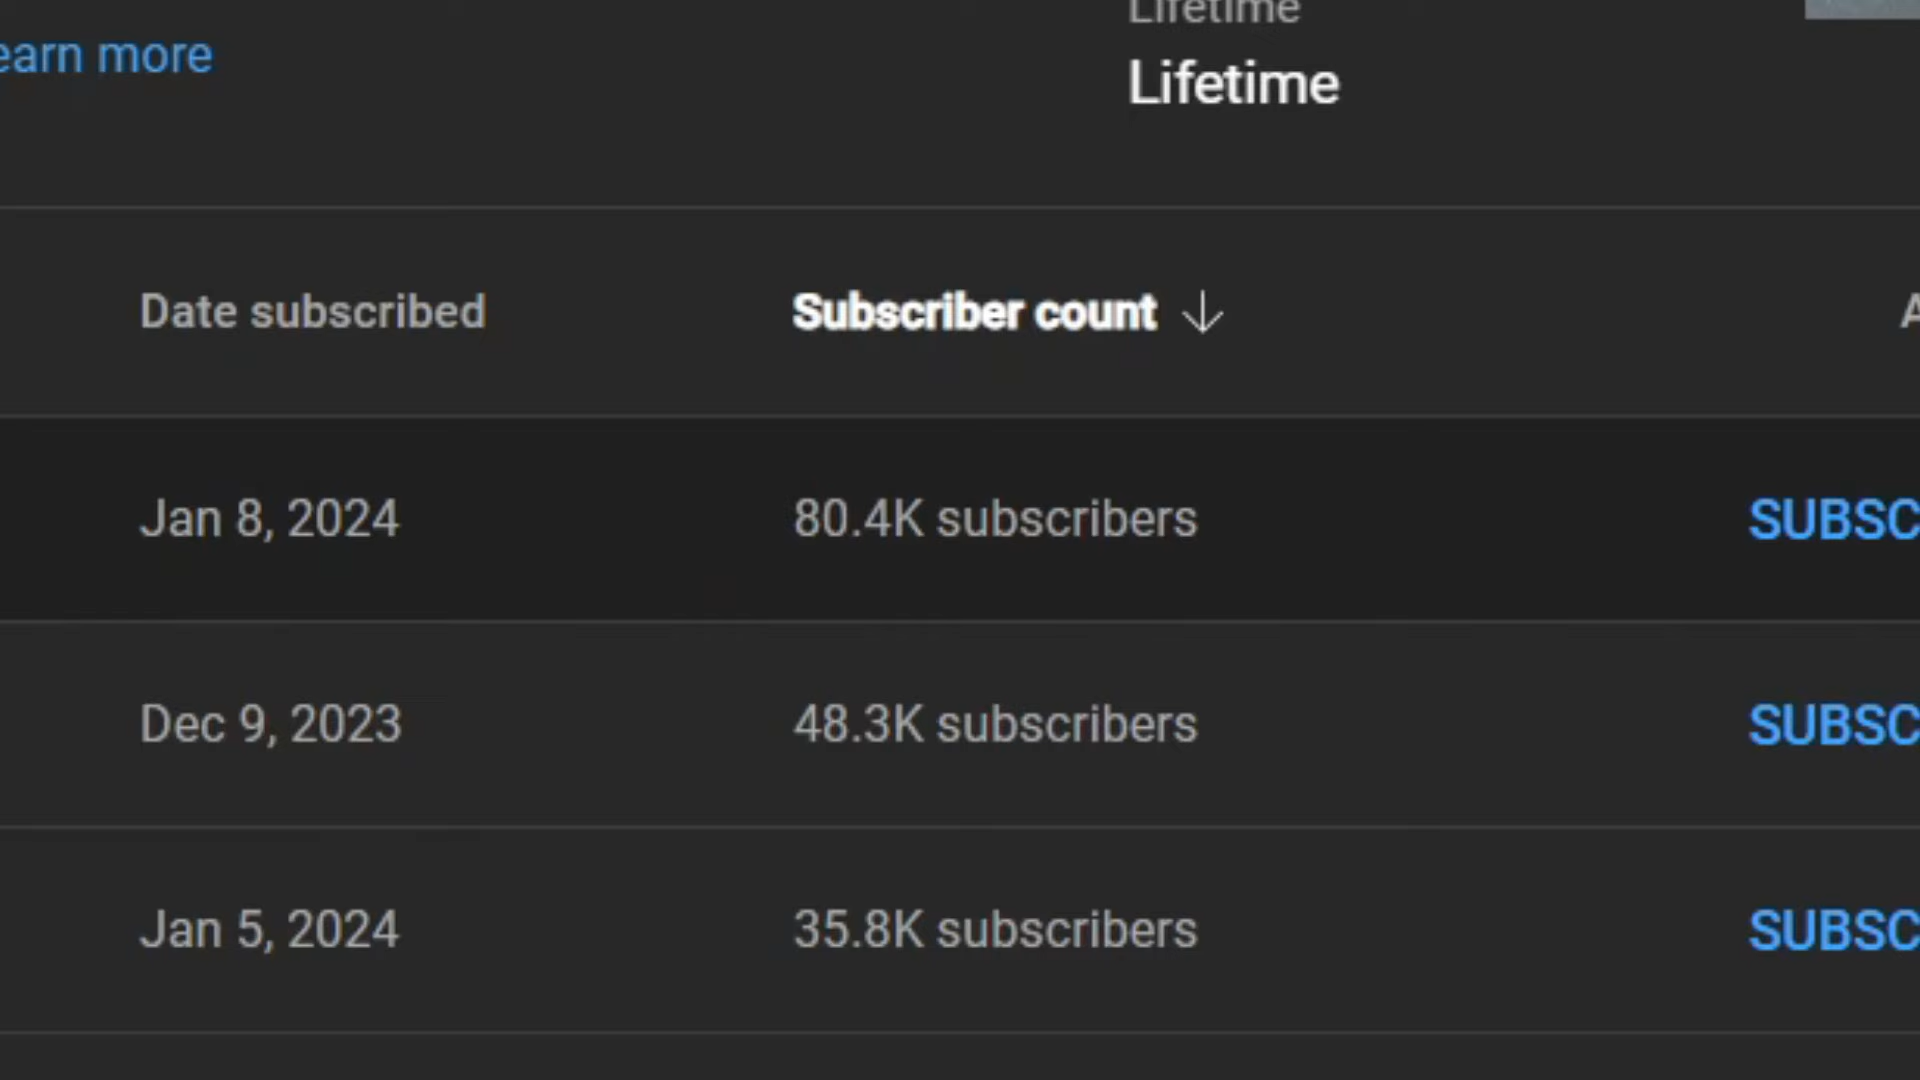 Lifetime
earn more
Lifetime
Date subscribed Subscriber count ↓ A
Jan 8, 2024 80.4K subscribers SUBSC
Dec 9, 2023 48.3K subscribers SUBSC
Jan 5, 2024 35.8K subscribers SUBSC